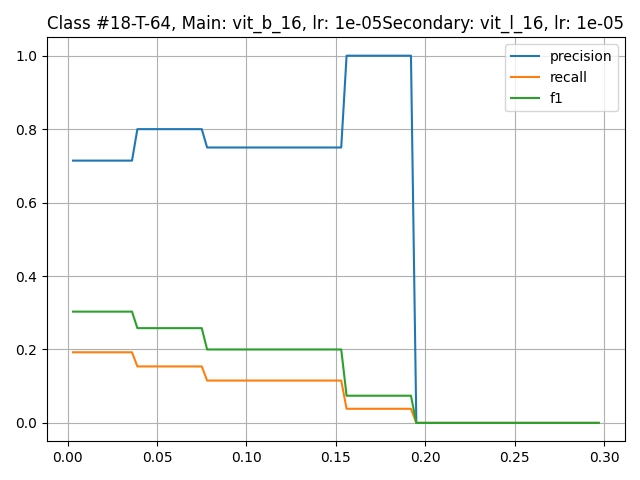 Class #18-T-64, Main: vit_b_16, lr: 1e-05Secondary: vit_l_16, lr: 1e-05
precision
recall
f1
1.0
0.8
0.6
0.4
0.2
0.0
0.00 0.05 0.10 0.15 0.20 0.25 0.30